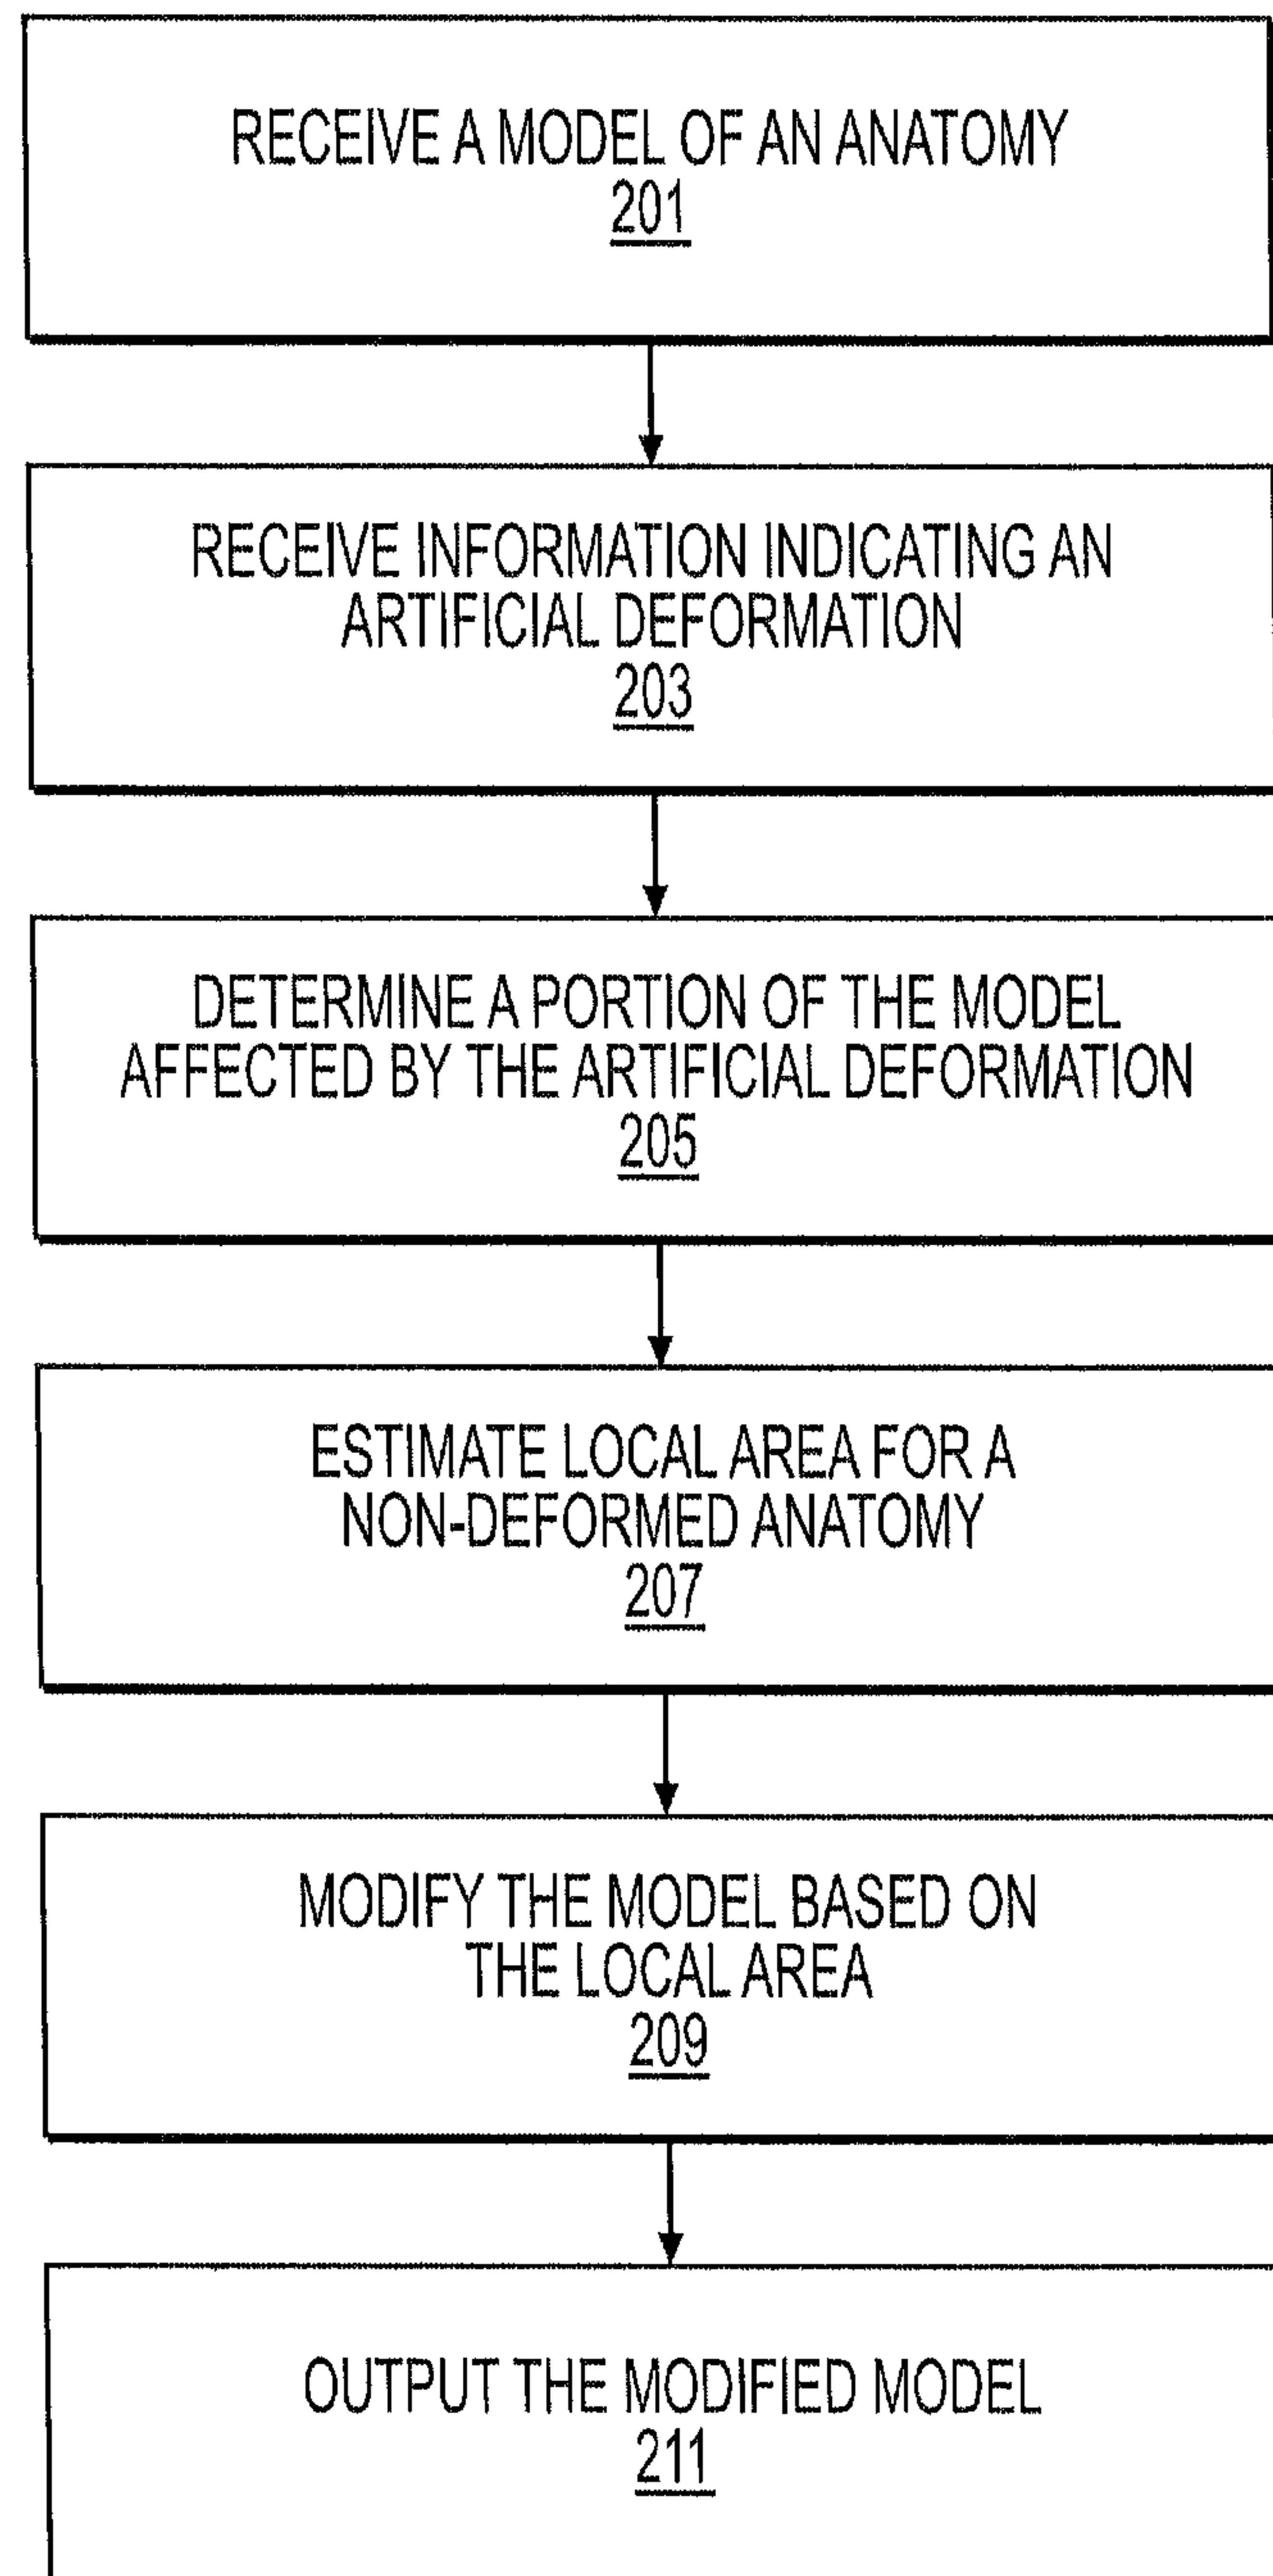 RECEIVE A MODEL OF AN ANATOMY
201
RECEIVE INFORMATION INDICATING AN
ARTIFICIAL DEFORMATION
203
DETERMINE A PORTION OF THE MODEL
AFFECTED BY THE ARTIFICIAL DEFORMATION
205
ESTIMATE LOCAL AREA FOR A
NON-DEFORMED ANATOMY
207
MODIFY THE MODEL BASED ON
THE LOCAL AREA
209
OUTPUT THE MODIFIED MODEL
211